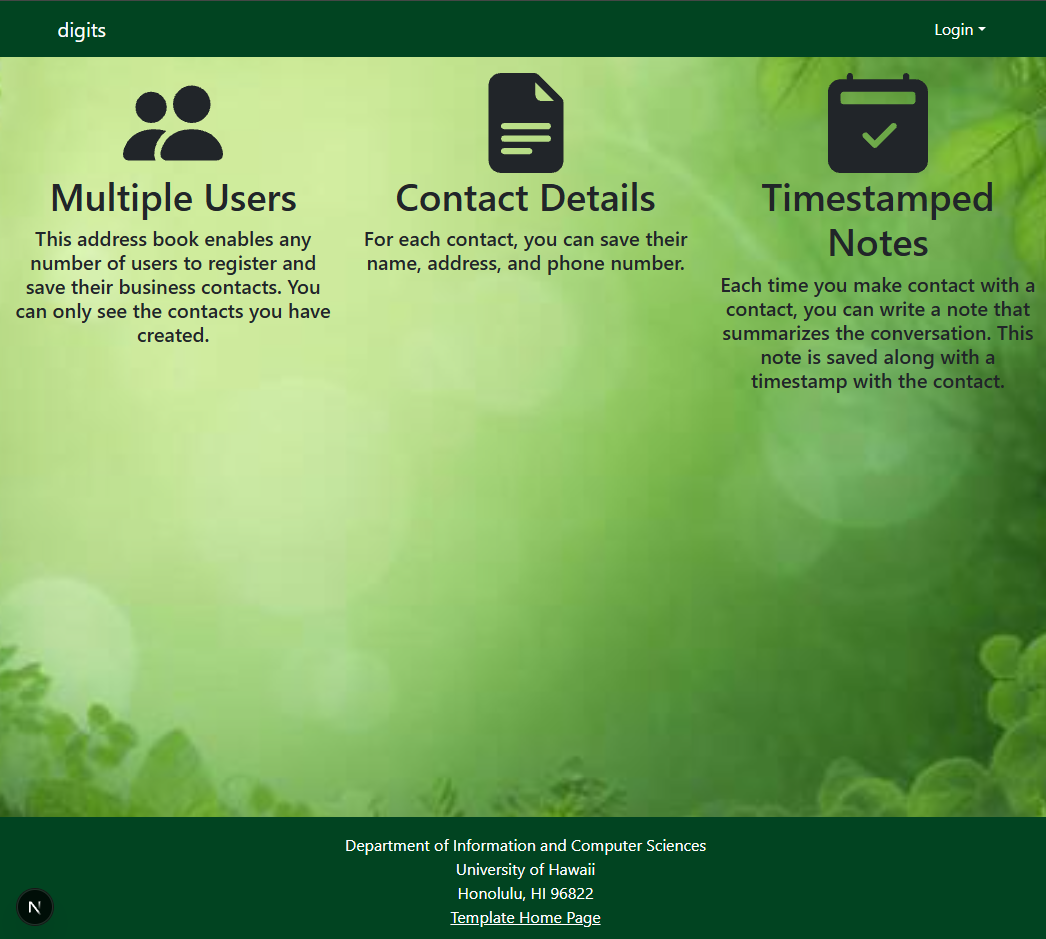 digits
Login
Multiple Users
This address book enables any
number of users to register and
save their business contacts. You
can only see the contacts you have
created.
Contact Details
For each contact, you can save their
name, address, and phone number.
Timestamped
Notes
Each time you make contact with a
contact, you can write a note that
summarizes the conversation. This
note is saved along with a
timestamp with the contact.
Department of Information and Computer Sciences
University of Hawaii
Honolulu, HI 96822
Template Home Page
N